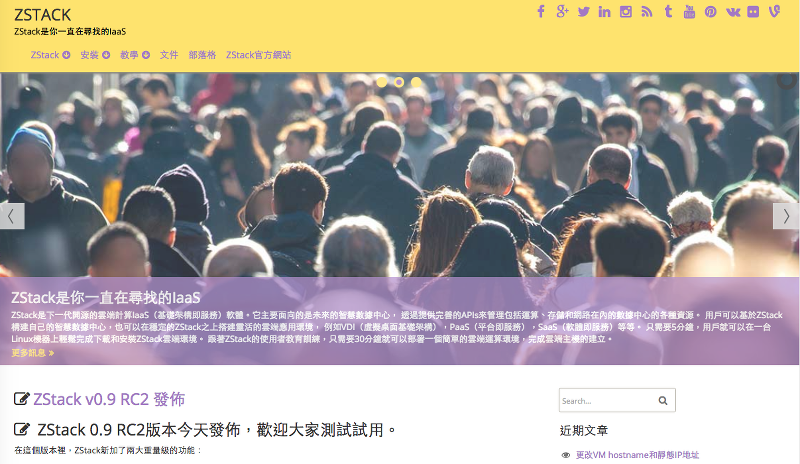 ZSTACK
ZStack是你一直在尋找的IaaS
ZStack 安裝 教學 文件 部落格 ZStack官方網站
ZStack是你一直在尋找的IaaS
ZStack是下一代開源的雲端計算IaaS（基礎架構即服務）軟體。它主要面向的是未來的智慧數據中心， 透過提供完善的APIs來管理包括運算、存儲和網路在內的數據中心的各種資源。 用戶可以基於ZStack
構建自己的智慧數據中心，也可以在穩定的ZStack之上搭建靈活的雲端應用環境， 例如VDI（虛擬桌面基礎架構），PaaS（平台即服務），SaaS（軟體即服務）等等。 只需要5分鐘，用戶就可以在一台
Linux機器上輕鬆完成下載和安裝ZStack雲端環境。 跟著ZStack的使用者教育訓練，只需要30分鐘就可以部署一個簡單的雲端運算環境，完成雲端主機的建立。
更多訊息 »
ZStack v0.9 RC2 發佈
Search...
ZStack 0.9 RC2版本今天發佈，歡迎大家測試試用。
近期文章
在這個版本裡，ZStack新加了兩大重量級的功能：
更改VM hostname和靜態IP地址